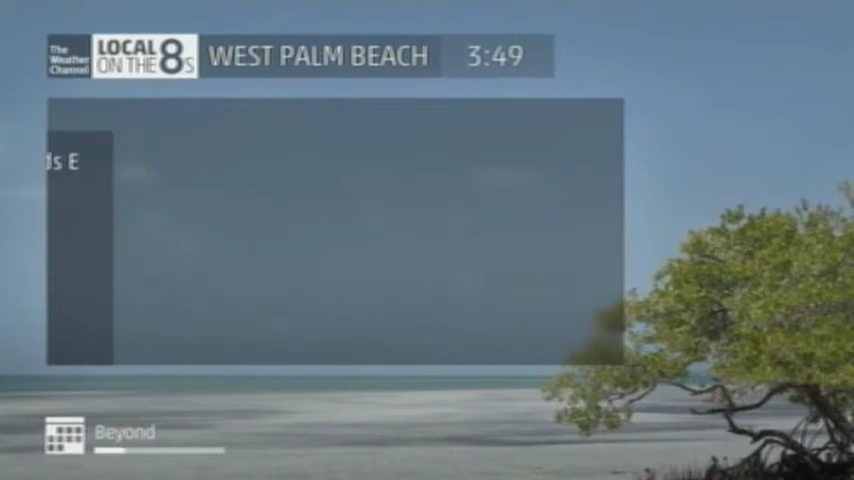 The
Weather
Channel
LOCAL
ON THE 8s
WEST PALM BEACH
3:49
ds E
Beyond